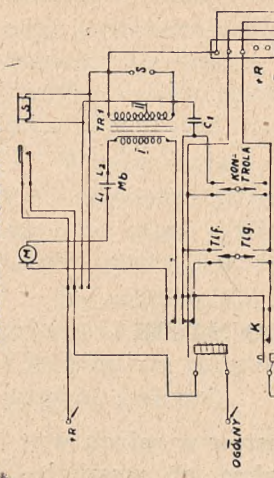 S
S
M
TR1
I
II
C1
L1 L2
Mb
+R
KON-
TROLA
Tlf.
Tlg.
K
+R
OGÓLNY